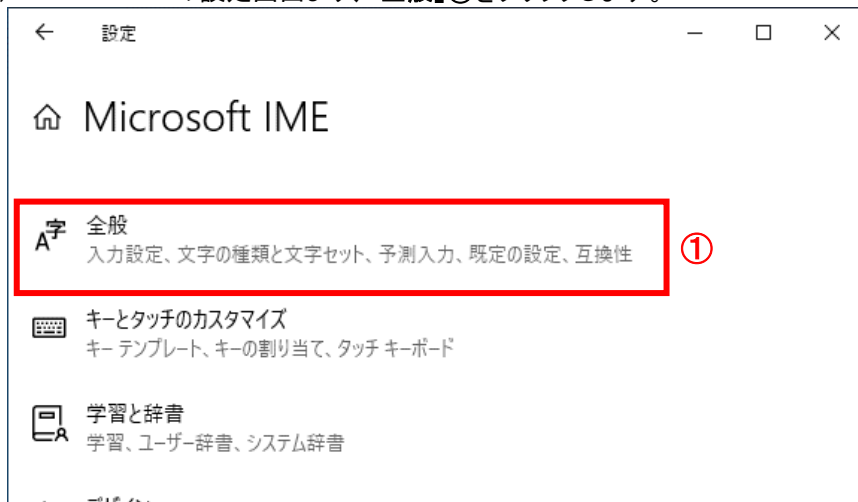 設定
Microsoft IME
全般
入力設定、文字の種類と文字セット、予測入力、既定の設定、互換性
①
キーとタッチのカスタマイズ
キー テンプレート、キーの割り当て、タッチ キーボード
学習と辞書
学習、ユーザー辞書、システム辞書